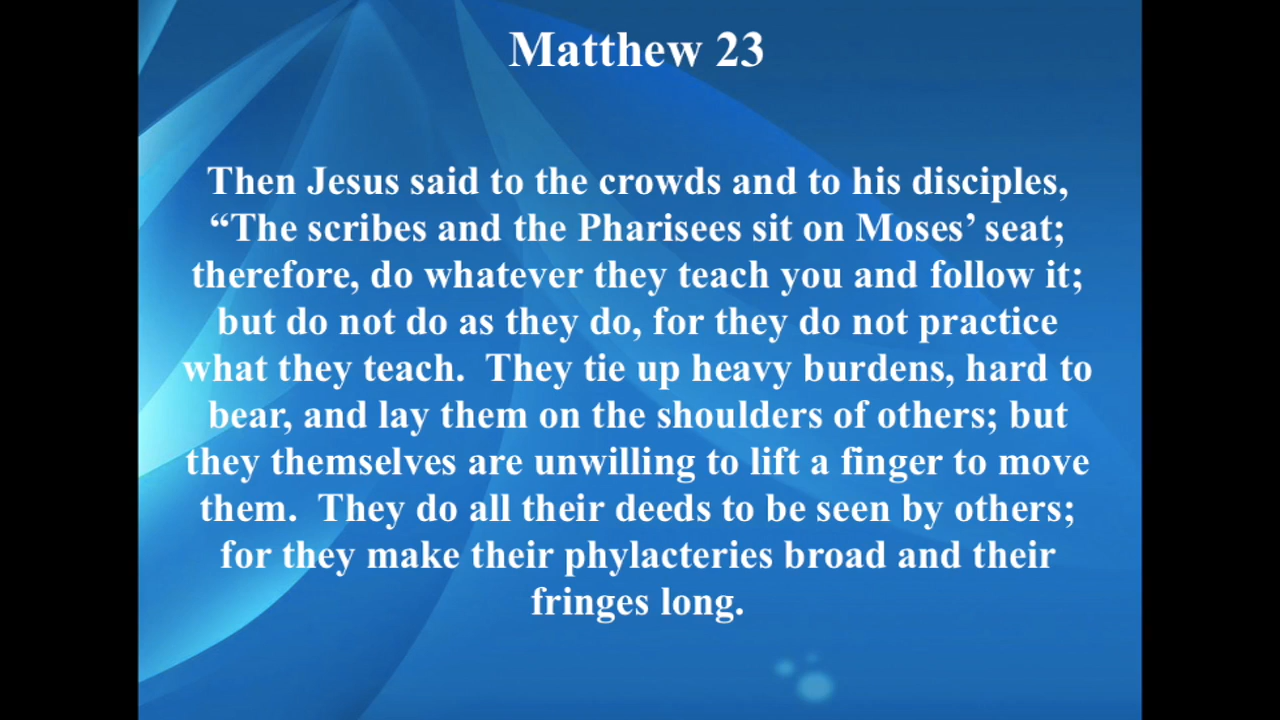 Matthew 23
Then Jesus said to the crowds and to his disciples,
“The scribes and the Pharisees sit on Moses’ seat;
therefore, do whatever they teach you and follow it;
but do not do as they do, for they do not practice
what they teach.  They tie up heavy burdens, hard to
bear, and lay them on the shoulders of others; but
they themselves are unwilling to lift a finger to move
them.  They do all their deeds to be seen by others;
for they make their phylacteries broad and their
fringes long.